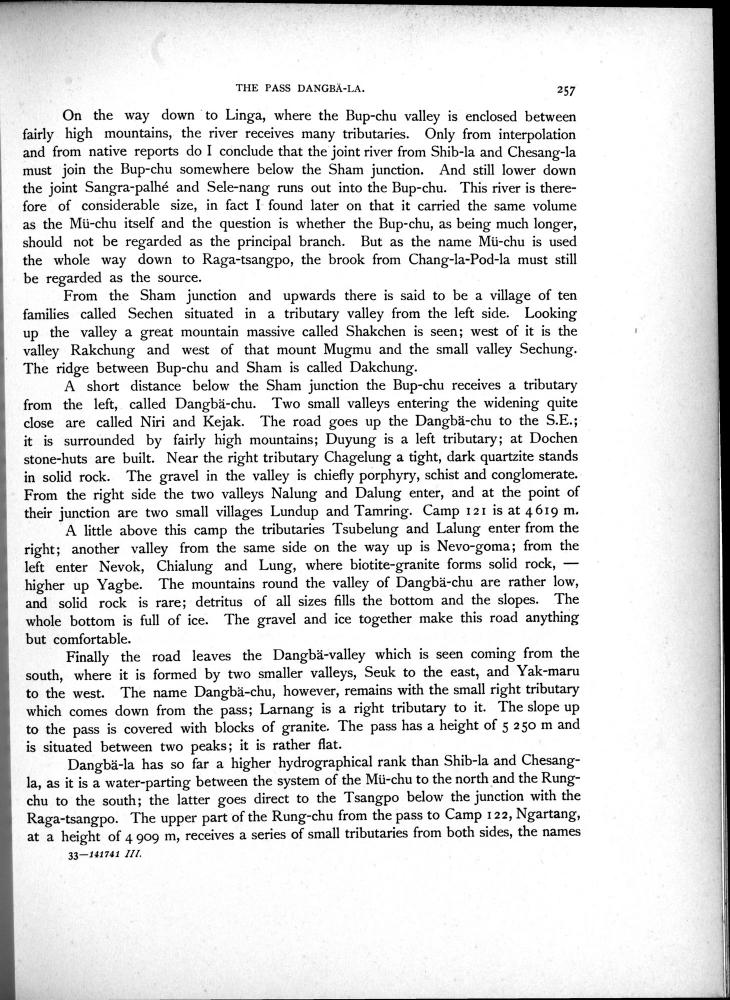 THE PASS DANGBÄ-LA. 257
On the way down to Linga, where the Bup-chu valley is enclosed between
fairly high mountains, the river receives many tributaries. Only from interpolation
and from native reports do I conclude that the joint river from Shib-la and Chesang-la
must join the Bup-chu somewhere below the Sham junction. And still lower down
the joint Sangra-palhé and Sele-nang runs out into the Bup-chu. This river is there-
fore of considerable size, in fact I found later on that it carried the same volume
as the Mü-chu itself and the question is whether the Bup-chu, as being much longer,
should not be regarded as the principal branch. But as the name Mü-chu is used
the whole way down to Raga-tsangpo, the brook from Chang-la-Pod-la must still
be regarded as the source.
From the Sham junction and upwards there is said to be a village of ten
families called Sechen situated in a tributary valley from the left side. Looking
up the valley a great mountain massive called Shakchen is seen; west of it is the
valley Rakchung and west of that mount Mugmu and the small valley Sechung.
The ridge between Bup-chu and Sham is called Dakchung.
A short distance below the Sham junction the Bup-chu receives a tributary
from the left, called Dangbä-chu. Two small valleys entering the widening quite
close are called Niri and Kejak. The road goes up the Dangbä-chu to the S.E.;
it is surrounded by fairly high mountains; Duyung is a left tributary; at Dochen
stone-huts are built. Near the right tributary Chagelung a tight, dark quartzite stands
in solid rock. The gravel in the valley is chiefly porphyry, schist and conglomerate.
From the right side the two valleys Nalung and Dalung enter, and at the point of
their junction are two small villages Lundup and Tamring. Camp 121 is at 4 619 m.
A little above this camp the tributaries Tsubelung and Lalung enter from the
right; another valley from the same side on the way up is Nevo-goma; from the
left enter Nevok, Chialung and Lung, where biotite-granite forms solid rock, —
higher up Yagbe. The mountains round the valley of Dangbä-chu are rather low,
and solid rock is rare; detritus of all sizes fills the bottom and the slopes. The
whole bottom is full of ice. The gravel and ice together make this road anything
but comfortable.
Finally the road leaves the Dangbä-valley which is seen coming from the
south, where it is formed by two smaller valleys, Seuk to the east, and Yak-maru
to the west. The name Dangbä-chu, however, remains with the small right tributary
which comes down from the pass; Larnang is a right tributary to it. The slope up
to the pass is covered with blocks of granite. The pass has a height of 5 250 m and
is situated between two peaks; it is rather flat.
Dangbä-la has so far a higher hydrographical rank than Shib-la and Chesang-
la, as it is a water-parting between the system of the Mü-chu to the north and the Rung-
chu to the south; the latter goes direct to the Tsangpo below the junction with the
Raga-tsangpo. The upper part of the Rung-chu from the pass to Camp 122, Ngartang,
at a height of 4 909 m, receives a series of small tributaries from both sides, the names
33—141741 III.